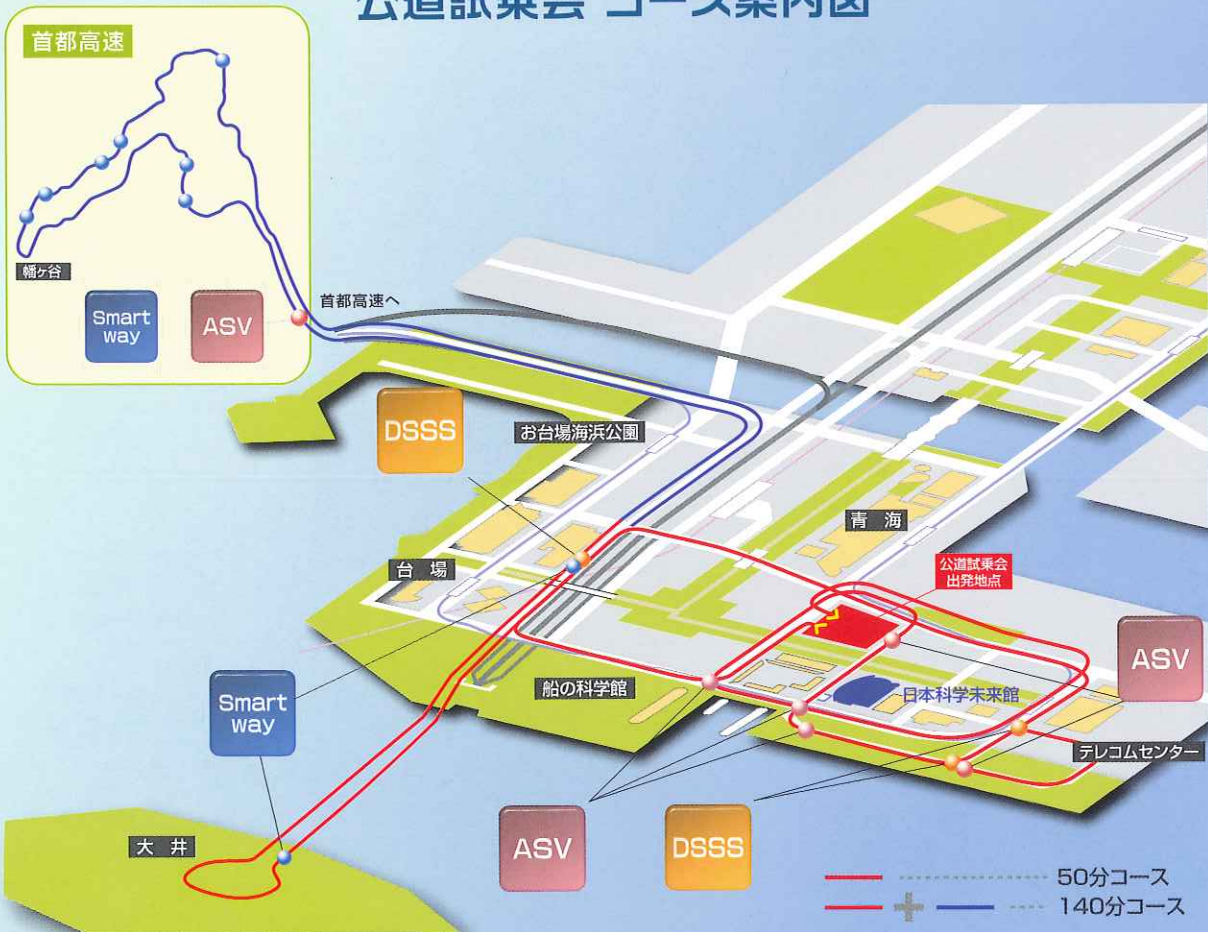 公道試乗会 コース案内図
首都高速
幡ヶ谷
Smart
way
ASV
首都高速へ
DSSS
お台場海浜公園
青 海
台 場
公道試乗会
出発地点
ASV
船の科学館
日本科学未来館
Smart
way
テレコムセンター
大 井
ASV
DSSS
50分コース
140分コース